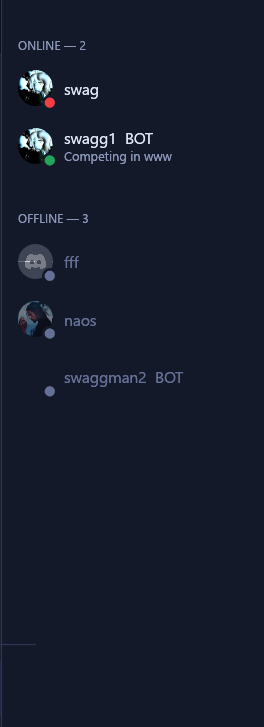 ONLINE — 2
swag
swagg1 BOT
Competing in www
OFFLINE — 3
fff
naos
swaggman2 BOT